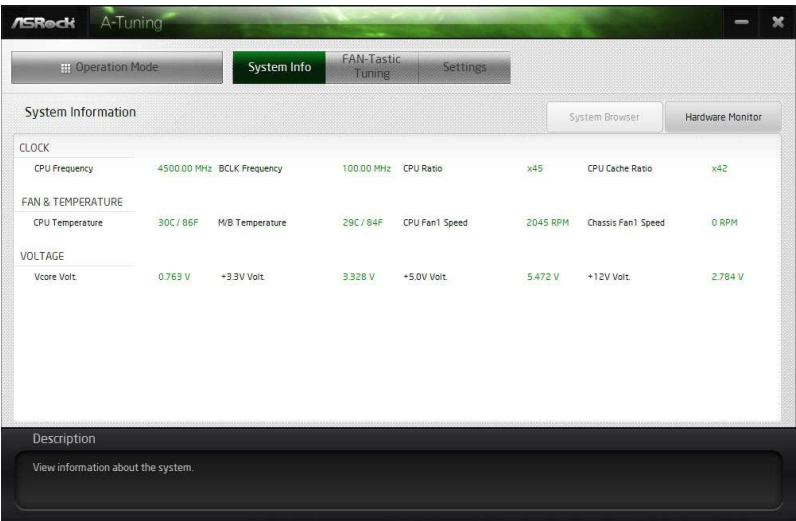 ASRock A-Tuning
Operation Mode System Info FAN-Tastic Tuning Settings
System Information System Browser Hardware Monitor
CLOCK
CPU Frequency 4500.00 MHz BCLK Frequency 100.00 MHz CPU Ratio x45 CPU Cache Ratio x42
FAN & TEMPERATURE
CPU Temperature 30C / 86F M/B Temperature 29C / 84F CPU Fan1 Speed 2045 RPM Chassis Fan1 Speed 0 RPM
VOLTAGE
Vcore Volt. 0.763 V +3.3V Volt. 3.328 V +5.0V Volt. 5.472 V +12V Volt. 2.784 V
Description
View information about the system.